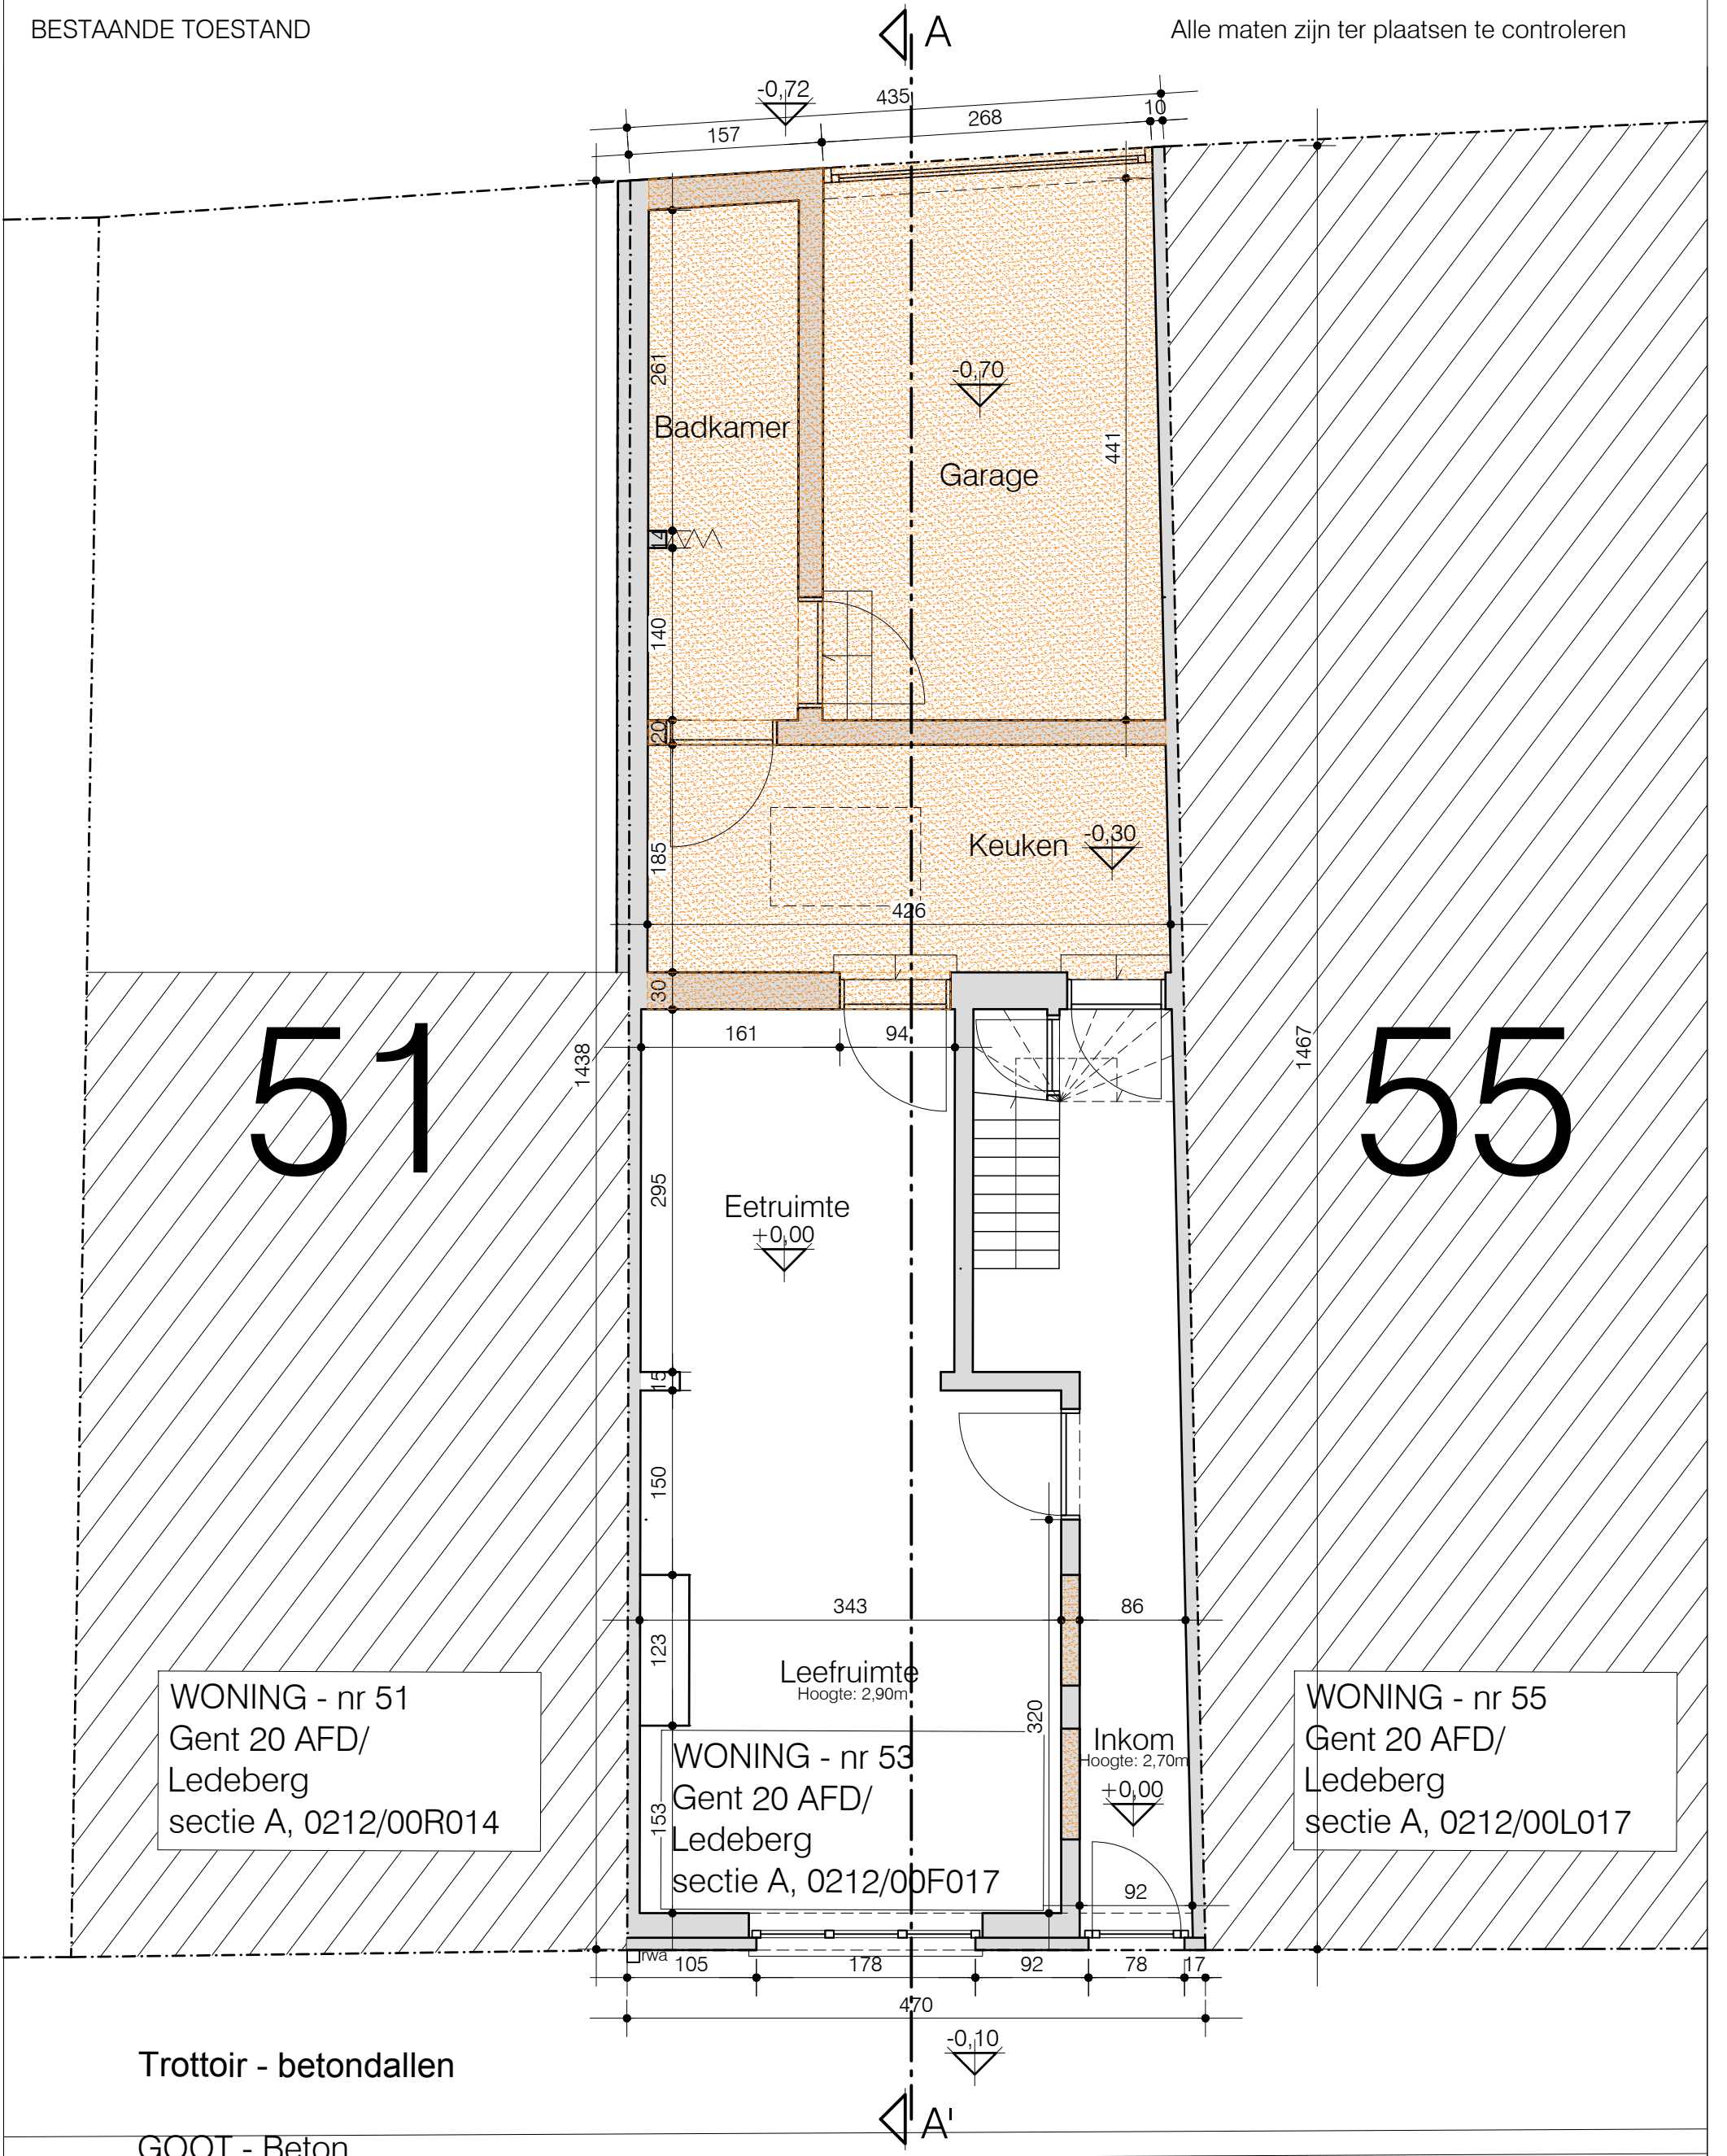 BESTAANDE TOESTAND
A
Alle maten zijn ter plaatsen te controleren
-0,72
435
10
157
268
261
-0,70
Badkamer
441
Garage
14
140
20
Keuken
-0,30
185
426
30
161
94
51
1438
1467
55
295
Eetruimte
+0,00
15
150
343
86
123
Leefruimte
Hoogte: 2,90m
320
WONING - nr 51
Gent 20 AFD/
Ledeberg
sectie A, 0212/00R014
WONING - nr 53
Gent 20 AFD/
Ledeberg
sectie A, 0212/00F017
153
Inkom
Hoogte: 2,70m
+0,00
WONING - nr 55
Gent 20 AFD/
Ledeberg
sectie A, 0212/00L017
92
rwa
105
178
92
78
17
470
-0,10
Trottoir - betondallen
A'
GOOT - Beton